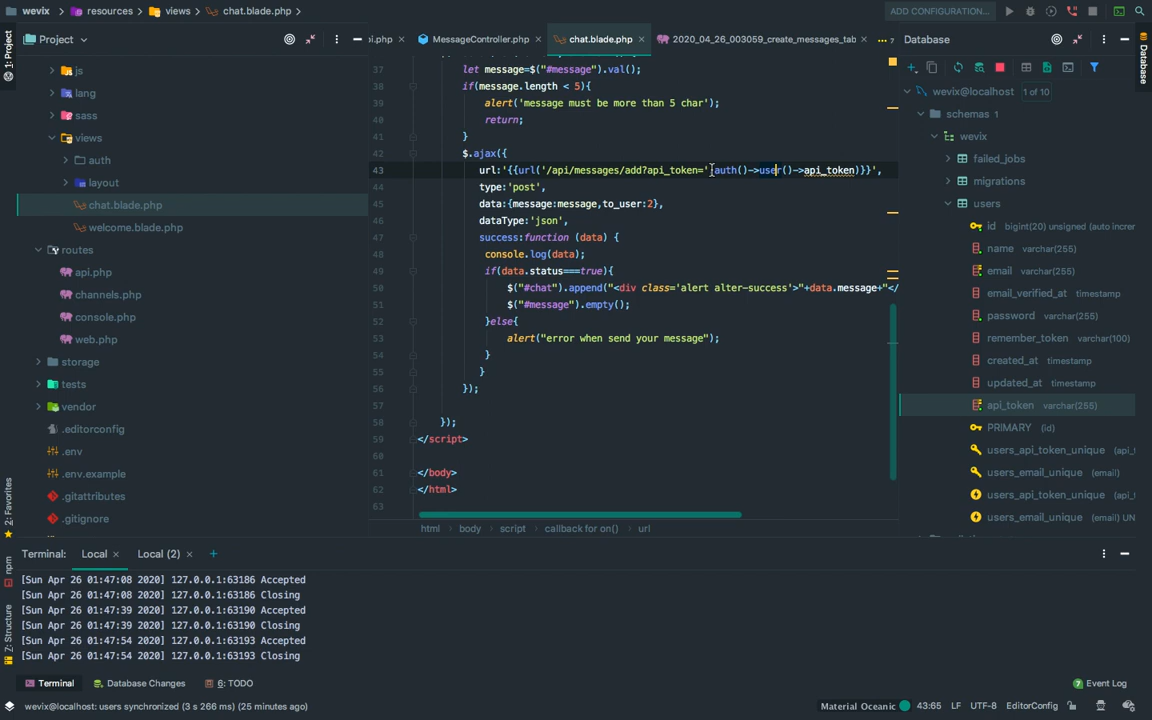 wevix resources views chat.blade.php ADD CONFIGURATION...
Project
pi.php MessageController.php chat.blade.php 2020_04_26_003059_create_messages_tab 7
Database
1: Project
Database
js
lang
sass
views
auth
layout
chat.blade.php
welcome.blade.php
routes
api.php
channels.php
console.php
web.php
storage
tests
vendor
.editorconfig
.env
.env.example
.gitattributes
.gitignore
37 let message=$("#message").val();
38 if(message.length < 5){
39 alert('message must be more than 5 char');
40 return;
41 }
42 $.ajax({
43 url:'{{url('/api/messages/add?api_token='.auth()->user()->api_token)}}',
44 type:'post',
45 data:{message:message,to_user:2},
46 dataType:'json',
47 success:function (data) {
48 console.log(data);
49 if(data.status===true){
50 $("#chat").append("<div class='alert alter-success'>"+data.message+"</
51 $("#message").empty();
52 }else{
53 alert("error when send your message");
54 }
55 }
56 });
57
58 });
59 </script>
60
61 </body>
62 </html>
63
html body script callback for on() url
wevix@localhost 1 of 10
schemas 1
wevix
failed_jobs
migrations
users
id bigint(20) unsigned (auto increr
name varchar(255)
email varchar(255)
email_verified_at timestamp
password varchar(255)
remember_token varchar(100)
created_at timestamp
updated_at timestamp
api_token varchar(255)
PRIMARY (id)
users_api_token_unique (api_t
users_email_unique (email)
users_api_token_unique (api_t
users_email_unique (email) UN
2: Favorites
npm
Z: Structure
Terminal: Local Local (2) +
[Sun Apr 26 01:47:08 2020] 127.0.0.1:63186 Accepted
[Sun Apr 26 01:47:08 2020] 127.0.0.1:63186 Closing
[Sun Apr 26 01:47:39 2020] 127.0.0.1:63190 Accepted
[Sun Apr 26 01:47:39 2020] 127.0.0.1:63190 Closing
[Sun Apr 26 01:47:54 2020] 127.0.0.1:63193 Accepted
[Sun Apr 26 01:47:54 2020] 127.0.0.1:63193 Closing
Terminal Database Changes 6: TODO 7 Event Log
wevix@localhost: users synchronized (3 s 266 ms) (25 minutes ago) Material Oceanic 43:65 LF UTF-8 EditorConfig